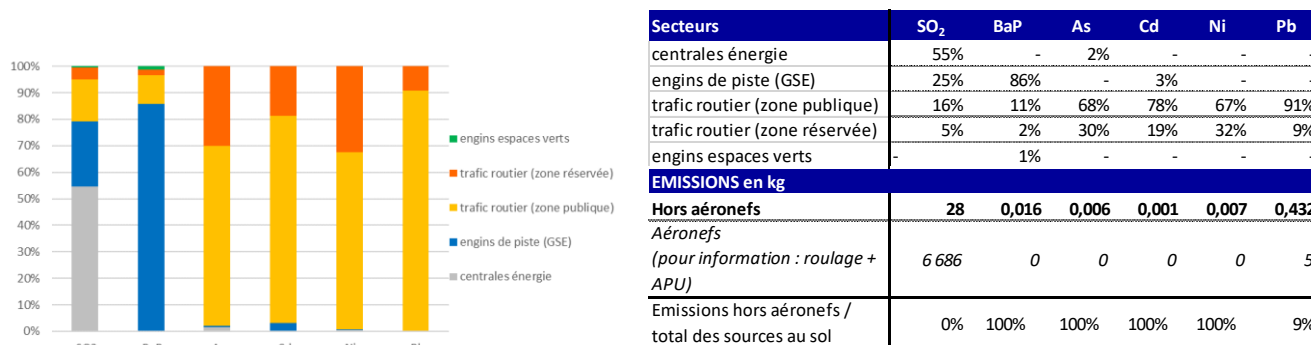 100%
90%
80%
70%
60%
50%
40%
30%
20%
10%
0%
engins espaces verts
trafic routier (zone réservée)
trafic routier (zone publique)
engins de piste (GSE)
centrales énergie
Secteurs SO₂ BaP As Cd Ni Pb
centrales énergie 55% - 2% - - -
engins de piste (GSE) 25% 86% - 3% - -
trafic routier (zone publique) 16% 11% 68% 78% 67% 91%
trafic routier (zone réservée) 5% 2% 30% 19% 32% 9%
engins espaces verts - 1% - - - -
EMISSIONS en kg
Hors aéronefs 28 0,016 0,006 0,001 0,007 0,432
Aéronefs
(pour information : roulage + 6 686 0 0 0 0 5
APU)
Emissions hors aéronefs /
total des sources au sol 0% 100% 100% 100% 100% 9%